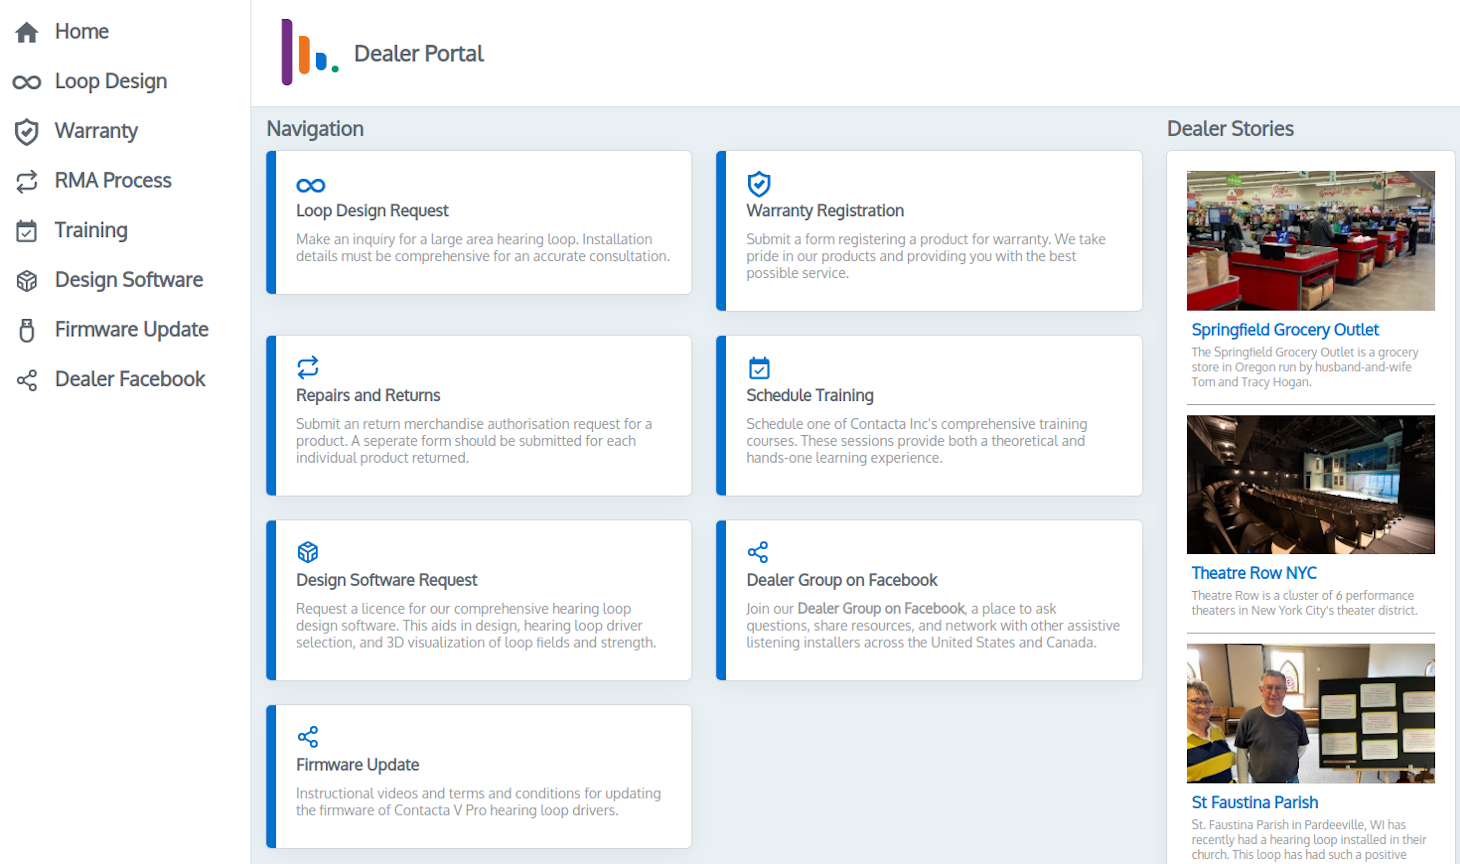 Home
Loop Design
Warranty
RMA Process
Training
Design Software
Firmware Update
Dealer Facebook
Dealer Portal
Navigation
Loop Design Request
Make an inquiry for a large area hearing loop. Installation
details must be comprehensive for an accurate consultation.
Warranty Registration
Submit a form registering a product for warranty. We take
pride in our products and providing you with the best
possible service.
Repairs and Returns
Submit an return merchandise authorisation request for a
product. A seperate form should be submitted for each
individual product returned.
Schedule Training
Schedule one of Contacta Inc's comprehensive training
courses. These sessions provide both a theoretical and
hands-one learning experience.
Design Software Request
Request a licence for our comprehensive hearing loop
design software. This aids in design, hearing loop driver
selection, and 3D visualization of loop fields and strength.
Dealer Group on Facebook
Join our Dealer Group on Facebook, a place to ask
questions, share resources, and network with other assistive
listening installers across the United States and Canada.
Firmware Update
Instructional videos and terms and conditions for updating
the firmware of Contacta V Pro hearing loop drivers.
Dealer Stories
Springfield Grocery Outlet
The Springfield Grocery Outlet is a grocery
store in Oregon run by husband-and-wife
Tom and Tracy Hogan.
Theatre Row NYC
Theatre Row is a cluster of 6 performance
theaters in New York City's theater district.
St Faustina Parish
St. Faustina Parish in Pardeeville, WI has
recently had a hearing loop installed in their
church. This loop has had such a positive